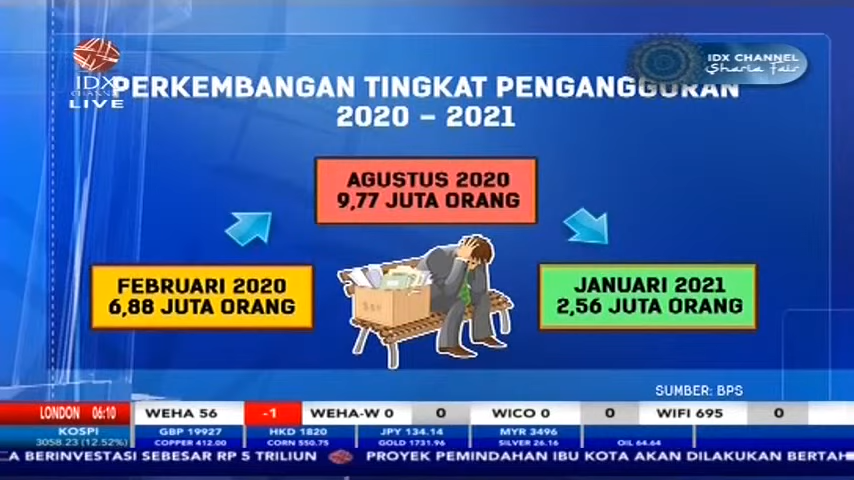 IDX
CHANNEL
LIVE
IDX CHANNEL
Sharia Fair
PERKEMBANGAN TINGKAT PENGANGGURAN
2020 – 2021
AGUSTUS 2020
9,77 JUTA ORANG
FEBRUARI 2020
6,88 JUTA ORANG
JANUARI 2021
2,56 JUTA ORANG
SUMBER: BPS
LONDON 06:10 WEHA 56 -1 WEHA-W 0 0 WICO 0 0 WIFI 695 0
KOSPI GBP 19927 HKD 1820 JPY 134.14 MYR 3496
3058.23 (12.52%) COPPER 412.00 CORN 550.75 GOLD 1731.96 SILVER 26.16 OIL 64.64
A BERINVESTASI SEBESAR RP 5 TRILIUN PROYEK PEMINDAHAN IBU KOTA AKAN DILAKUKAN BERTAH